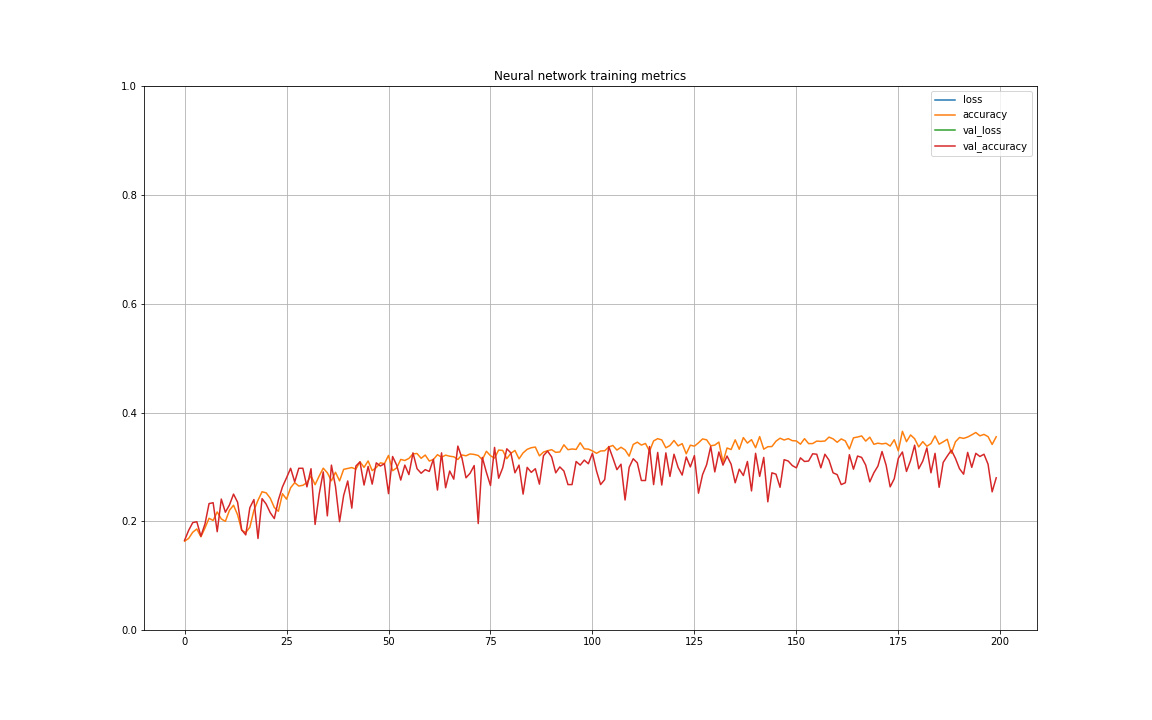 Neural network training metrics
1.0
0.8
0.6
0.4
0.2
0.0
loss
accuracy
val_loss
val_accuracy
0 25 50 75 100 125 150 175 200